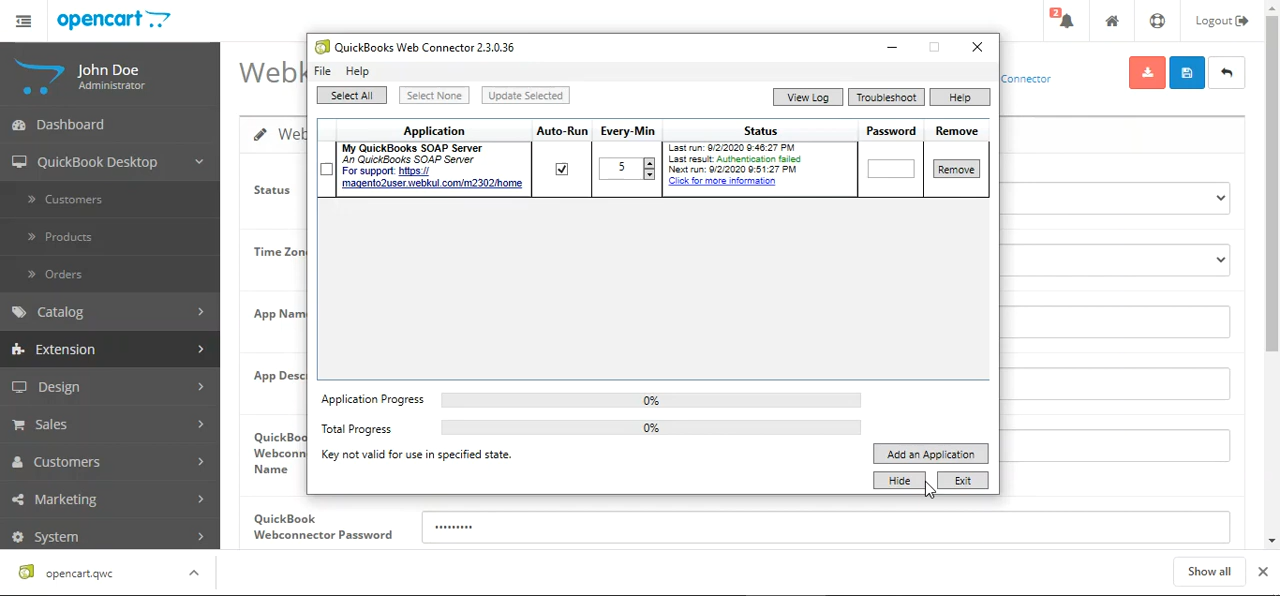 opencart
2
Logout
John Doe
Administrator
Dashboard
QuickBook Desktop
» Customers
» Products
» Orders
Catalog
Extension
Design
Sales
Customers
Marketing
System
Webk
Connector
Web
Status
Time Zon
App Nam
App Desc
QuickBoo
Webconn
Name
QuickBook
Webconnector Password
•••••••••
QuickBooks Web Connector 2.3.0.36
File Help
Select All Select None Update Selected View Log Troubleshoot Help
Application Auto-Run Every-Min Status Password Remove
My QuickBooks SOAP Server
An QuickBooks SOAP Server
For support: https://
magento2user.webkul.com/m2302/home
5
Last run: 9/2/2020 9:46:27 PM
Last result: Authentication failed
Next run: 9/2/2020 9:51:27 PM
Click for more information
Remove
Application Progress 0%
Total Progress 0%
Key not valid for use in specified state.
Add an Application
Hide Exit
opencart.qwc
Show all